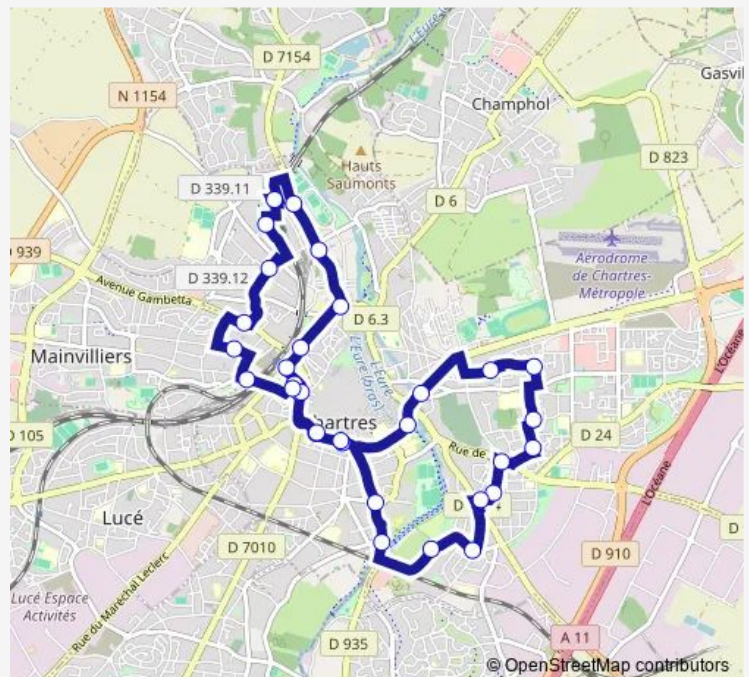 L'Eure
D 7154
Gasvil
N 1154
Champhol
Hauts
Saumonts
D 823
D 339.11
D 6
939
Aérodrome
de Chartres-
Métropole
D 339.12
Avenue Gambetta
D 6.3
L'Eure
L'Eure (bras)
L'Océane
Mainvilliers
Chartres
105
Rue de
D 24
L'Océane
Lucé
D
D 7010
D 910
Rue du Maréchal Leclerc
Lucé Espace
Activités
D 935
A 11
© OpenStreetMap contributors